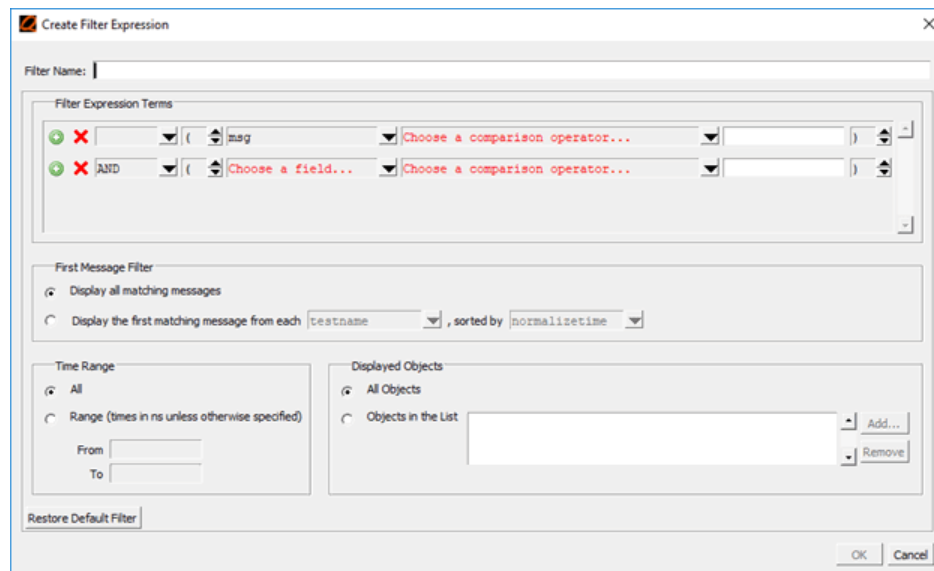 Create Filter Expression
Filter Name:
Filter Expression Terms
( msg Choose a comparison operator... )
AND ( Choose a field... Choose a comparison operator... )
First Message Filter
Display all matching messages
Display the first matching message from each testname , sorted by normalizetime
Time Range
All
Range (times in ns unless otherwise specified)
From
To
Displayed Objects
All Objects
Objects in the List
Add...
Remove
Restore Default Filter
OK Cancel